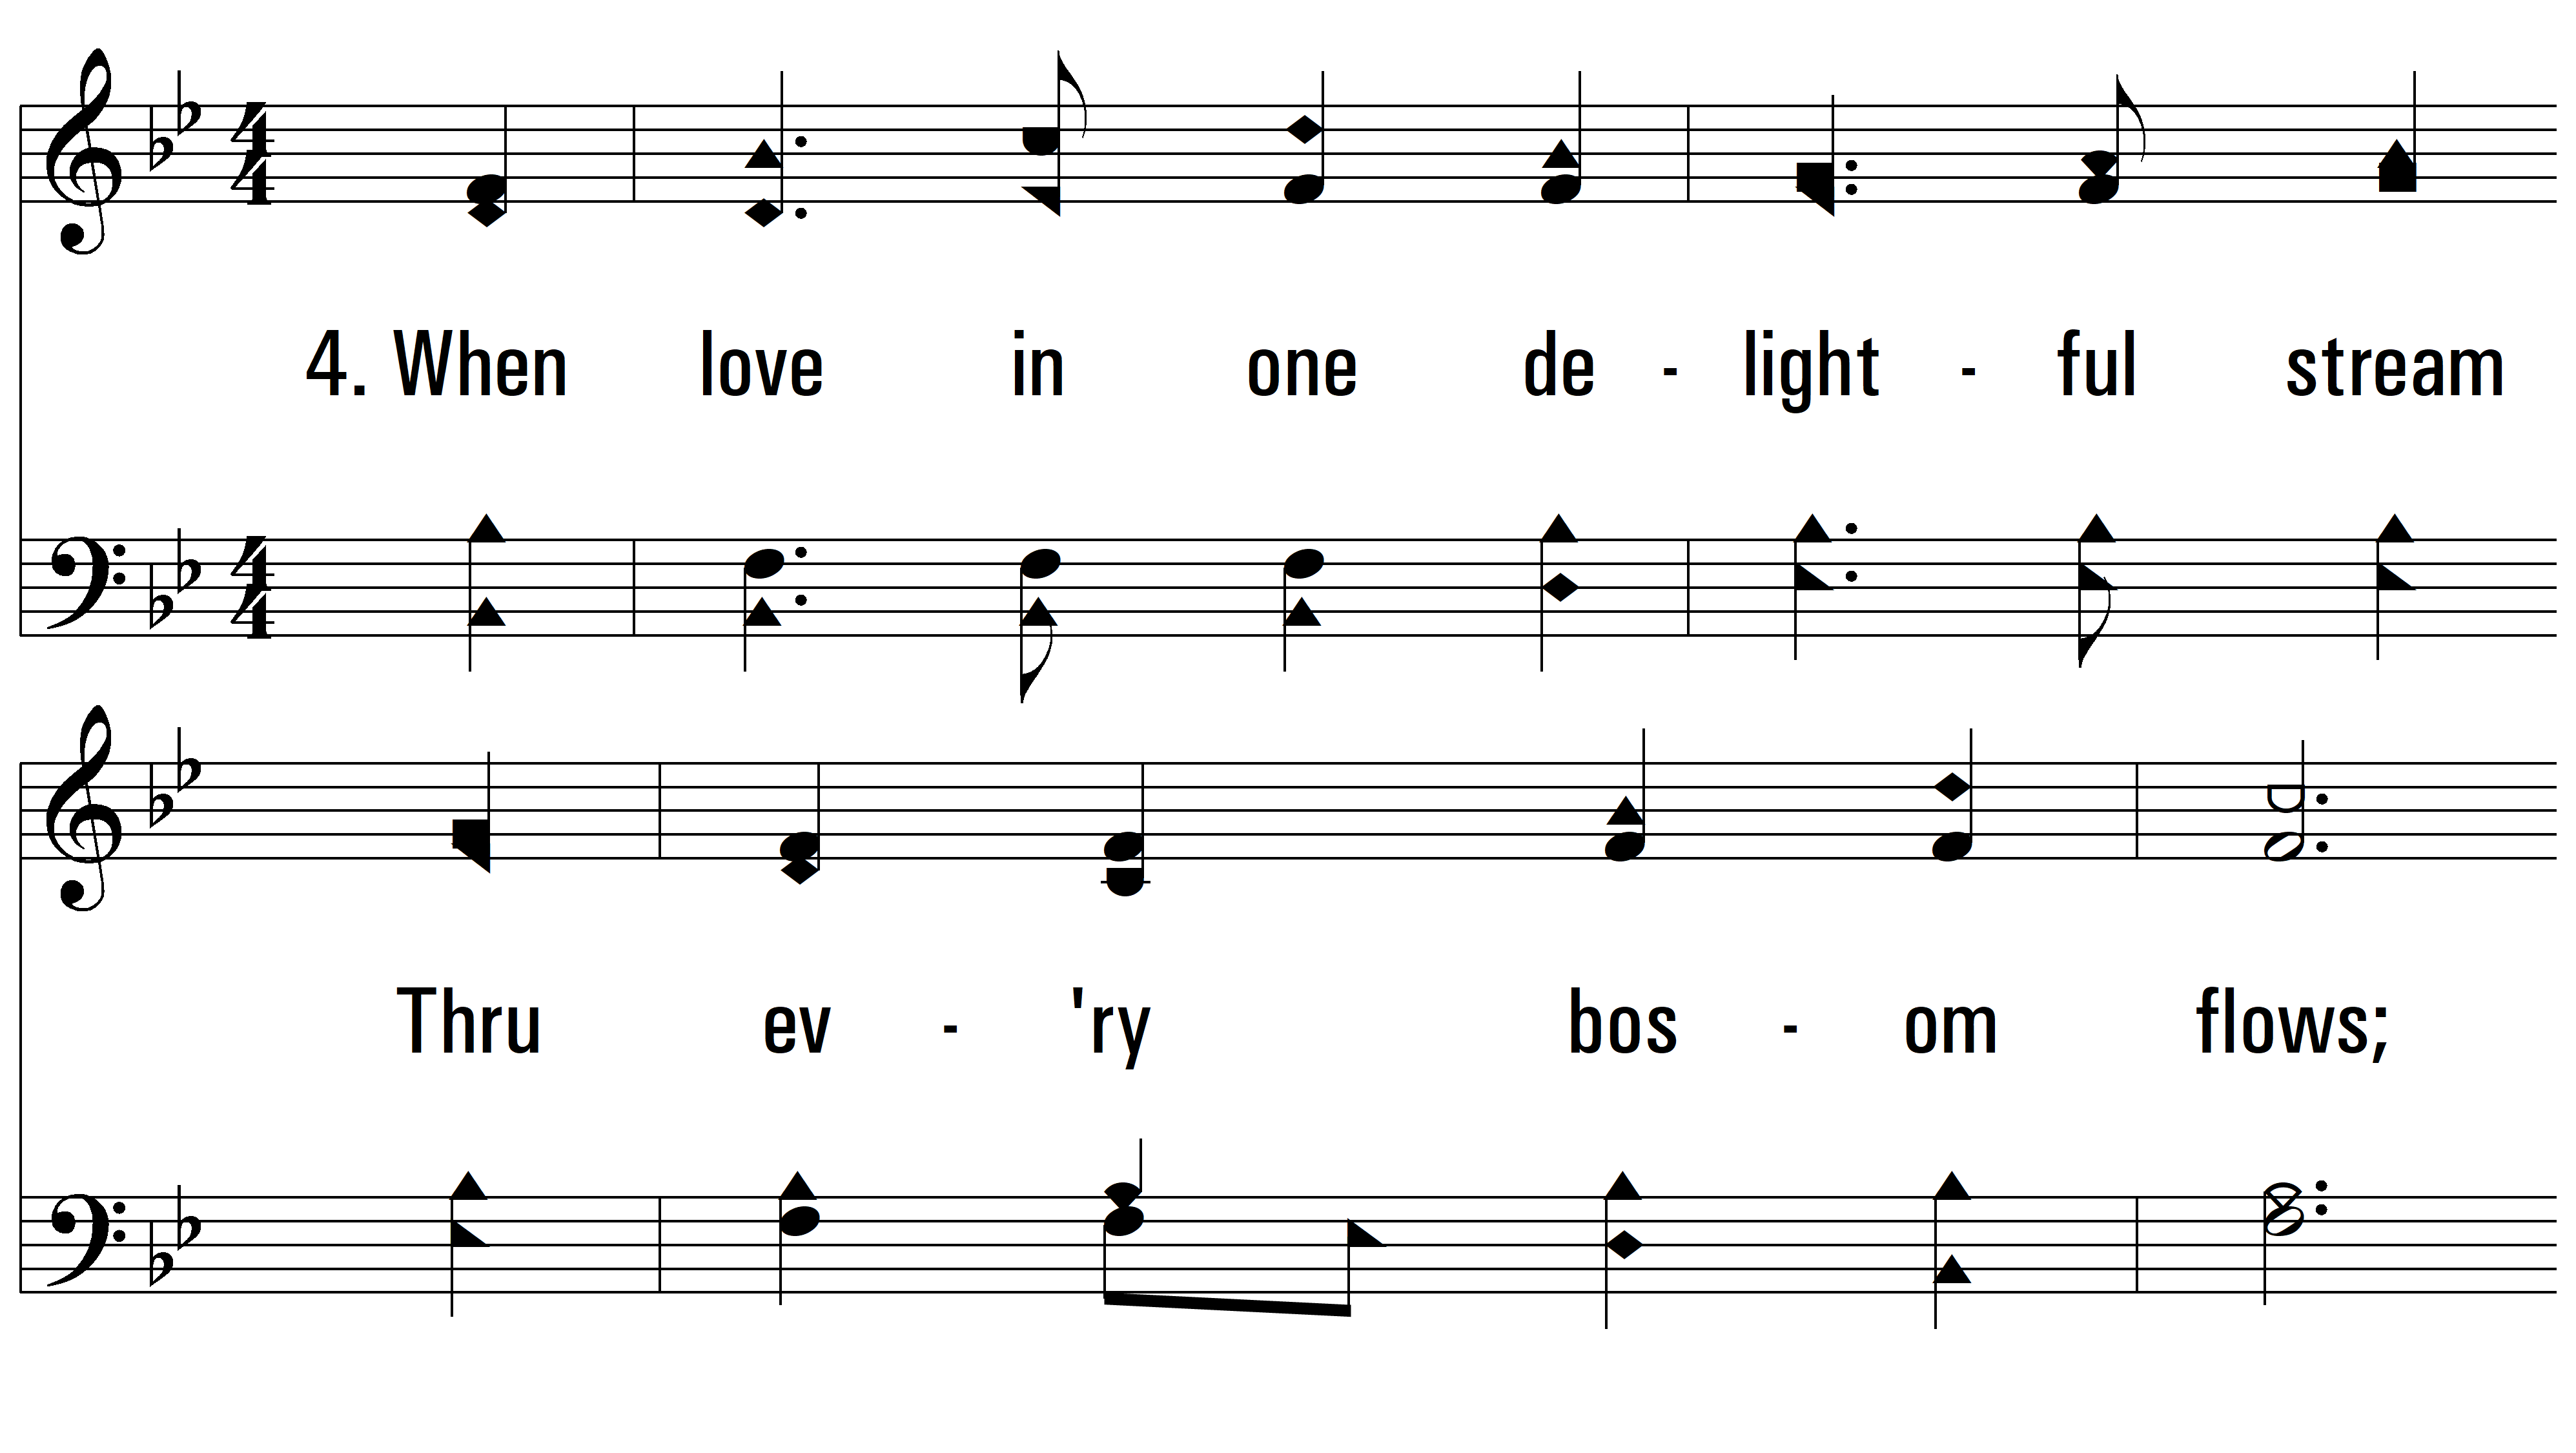 4. When love in one de - light - ful stream
Thru ev - 'ry bos - om flows;